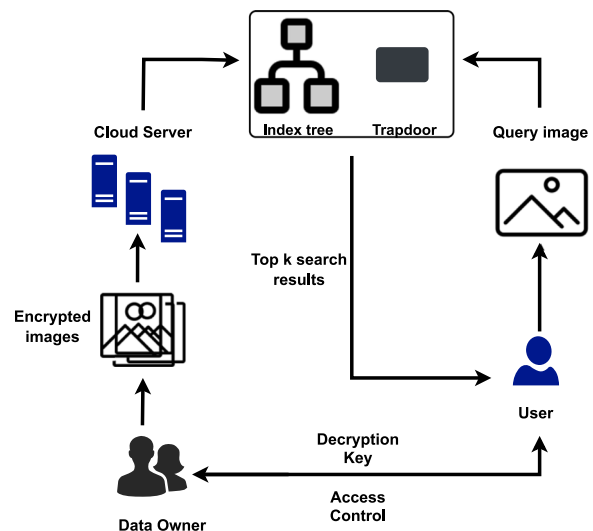 Index tree
Trapdoor
Cloud Server
Query image
Top k search
results
Encrypted
images
User
Decryption
Key
Access
Control
Data Owner